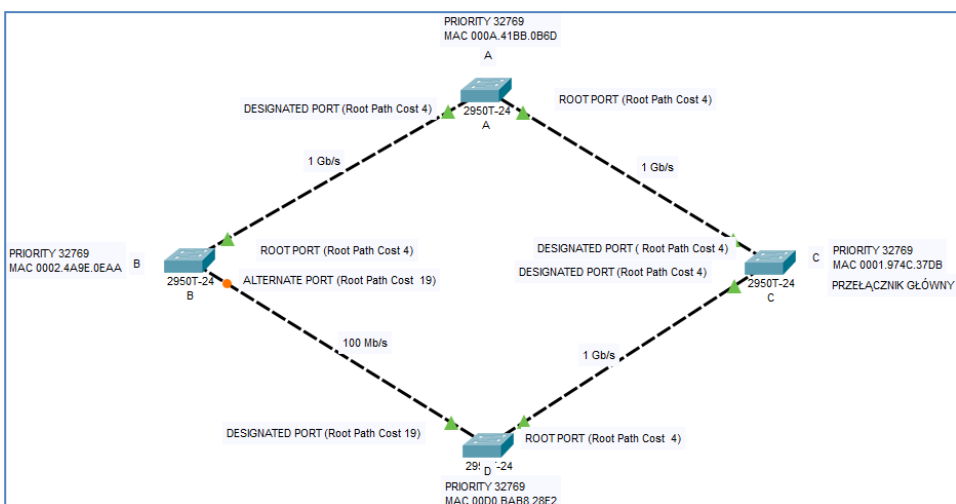 PRIORITY 32769
MAC 000A.41BB.0B6D
A
DESIGNATED PORT (Root Path Cost 4)
ROOT PORT (Root Path Cost 4)
2950T-24
A
1 Gb/s
1 Gb/s
PRIORITY 32769
MAC 0002.4A9E.0EAA
B
ROOT PORT (Root Path Cost 4)
ALTERNATE PORT (Root Path Cost 19)
2950T-24
B
DESIGNATED PORT ( Root Path Cost 4)
DESIGNATED PORT (Root Path Cost 4)
C
PRIORITY 32769
MAC 0001.974C.37DB
PRZEŁĄCZNIK GŁÓWNY
2950T-24
C
100 Mb/s
1 Gb/s
DESIGNATED PORT (Root Path Cost 19)
ROOT PORT (Root Path Cost 4)
D
PRIORITY 32769
MAC 00D0.BAB8.28E2